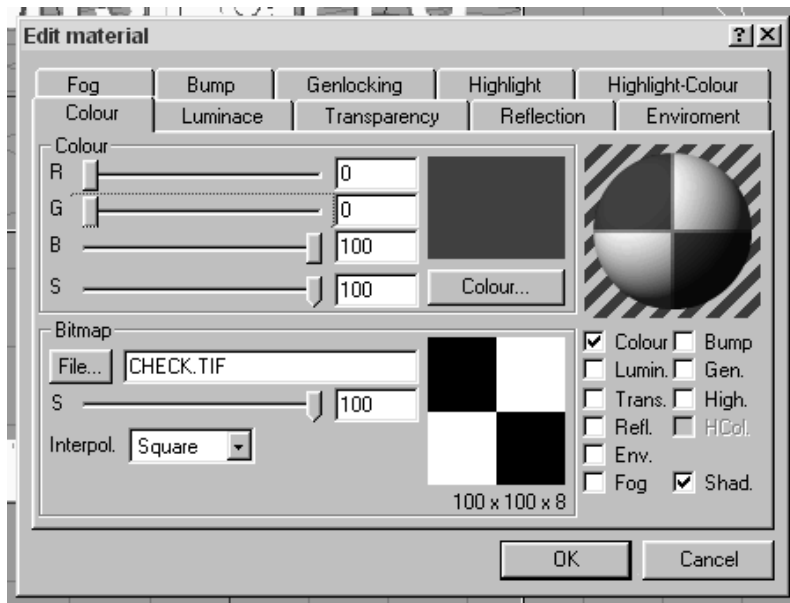 Edit material
Fog Bump Genlocking Highlight Highlight-Colour
Colour Luminace Transparency Reflection Enviroment
Colour
R 0
G 0
B 100
S 100 Colour...
Bitmap
File... CHECK.TIF
S 100
Interpol. Square
100 x 100 x 8
Colour Bump
Lumin. Gen.
Trans. High.
Refl. HCol.
Env.
Fog Shad.
OK Cancel